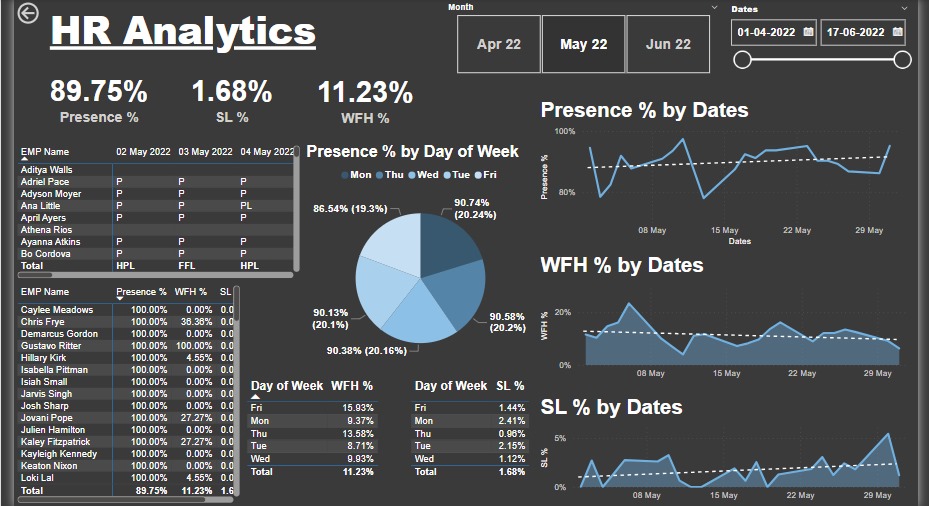 HR Analytics
Month
Apr 22
May 22
Jun 22
Dates
01-04-2022
17-06-2022
89.75%
Presence %
1.68%
SL %
11.23%
WFH %
EMP Name 02 May 2022 03 May 2022 04 May 2022
Aditya Walls
Adriel Pace P P P
Adyson Moyer P P P
Ana Little P P PL
April Ayers P P P
Athena Rios
Ayanna Atkins P P P
Bo Cordova P P P
Total HPL FFL HPL
EMP Name Presence % WFH % SL
Caylee Meadows 100.00% 0.00% 0.0
Chris Frye 100.00% 36.36% 0.0
Demarcus Gordon 100.00% 0.00% 0.0
Gustavo Ritter 100.00% 100.00% 0.0
Hillary Kirk 100.00% 4.55% 0.0
Isabella Pittman 100.00% 0.00% 0.0
Isiah Small 100.00% 0.00% 0.0
Jarvis Singh 100.00% 0.00% 0.0
Josh Sharp 100.00% 0.00% 0.0
Jovani Pope 100.00% 27.27% 0.0
Julien Hamilton 100.00% 0.00% 0.0
Kaley Fitzpatrick 100.00% 27.27% 0.0
Kayleigh Kennedy 100.00% 0.00% 0.0
Keaton Nixon 100.00% 0.00% 0.0
Loki Lal 100.00% 4.55% 0.0
Total 89.75% 11.23% 1.6
Presence % by Day of Week
Mon Thu Wed Tue Fri
86.54% (19.3%)
90.74%
(20.24%)
90.13%
(20.1%)
90.58%
(20.2%)
90.38% (20.16%)
Day of Week WFH %
Fri 15.93%
Mon 9.37%
Thu 13.58%
Tue 8.71%
Wed 9.93%
Total 11.23%
Day of Week SL %
Fri 1.44%
Mon 2.41%
Thu 0.96%
Tue 2.15%
Wed 1.12%
Total 1.68%
Presence % by Dates
100%
80%
Presence %
08 May 15 May 22 May 29 May
Dates
WFH % by Dates
20%
0%
WFH %
08 May 15 May 22 May 29 May
SL % by Dates
5%
0%
SL %
08 May 15 May 22 May 29 May